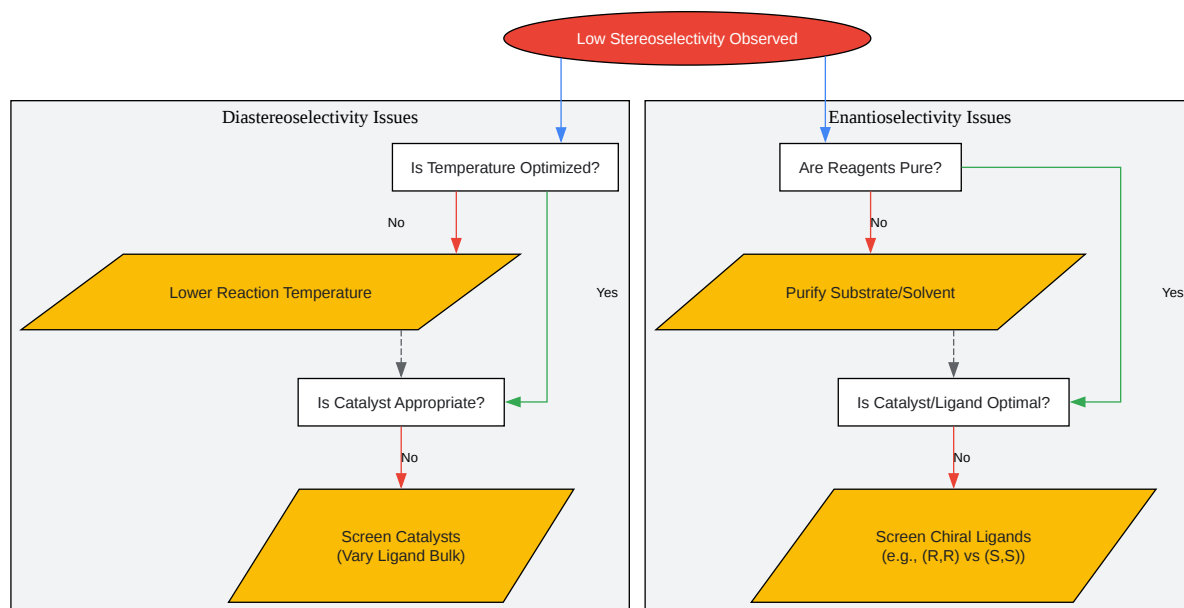 Low Stereoselectivity Observed
Diastereoselectivity Issues
Is Temperature Optimized?
No
Lower Reaction Temperature
Yes
Is Catalyst Appropriate?
No
Screen Catalysts
(Vary Ligand Bulk)
Enantioselectivity Issues
Are Reagents Pure?
No
Purify Substrate/Solvent
Yes
Is Catalyst/Ligand Optimal?
No
Screen Chiral Ligands
(e.g., (R,R) vs (S,S))